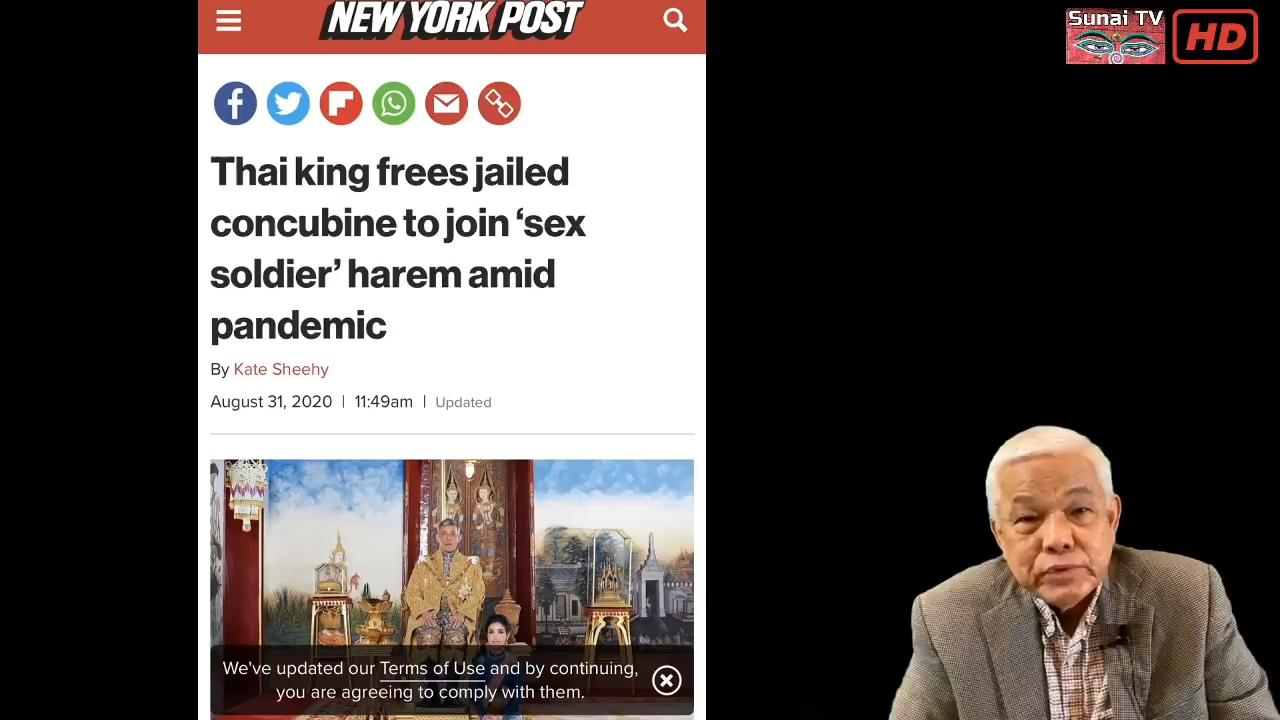 NEW YORK POST
Sunai TV
HD
Thai king frees jailed
concubine to join ‘sex
soldier’ harem amid
pandemic
By Kate Sheehy
August 31, 2020 | 11:49am | Updated
We've updated our Terms of Use and by continuing,
you are agreeing to comply with them.